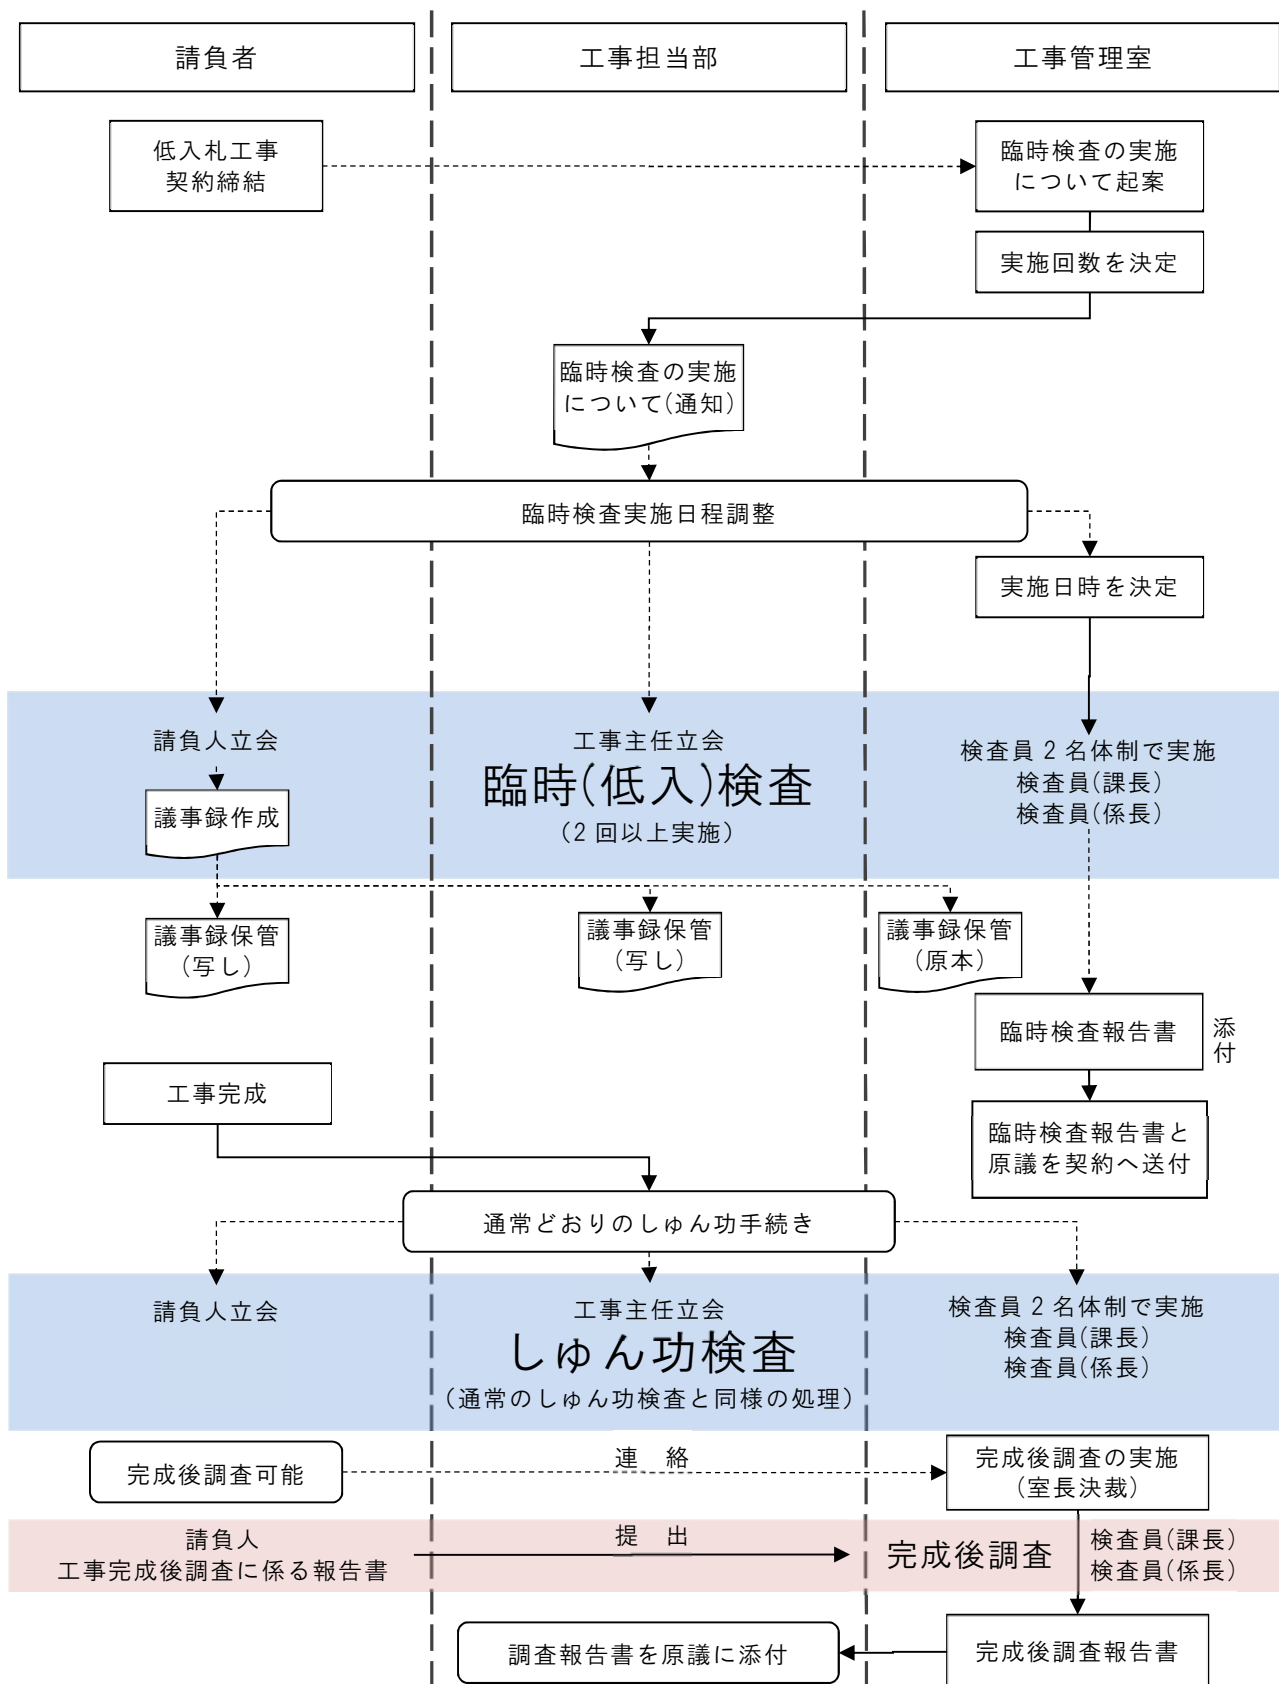 請負者
工事担当部
工事管理室
低入札工事
契約締結
臨時検査の実施
について起案
実施回数を決定
臨時検査の実施
について(通知)
臨時検査実施日程調整
実施日時を決定
請負人立会
工事主任立会
臨時(低入)検査
(2回以上実施)
検査員2名体制で実施
検査員(課長)
検査員(係長)
議事録作成
議事録保管
(写し)
議事録保管
(写し)
議事録保管
(原本)
臨時検査報告書
添付
工事完成
臨時検査報告書と
原議を契約へ送付
通常どおりのしゅん功手続き
請負人立会
工事主任立会
しゅん功検査
(通常のしゅん功検査と同様の処理)
検査員2名体制で実施
検査員(課長)
検査員(係長)
完成後調査可能
連 絡
完成後調査の実施
(室長決裁)
請負人
工事完成後調査に係る報告書
提 出
完成後調査
検査員(課長)
検査員(係長)
調査報告書を原議に添付
完成後調査報告書